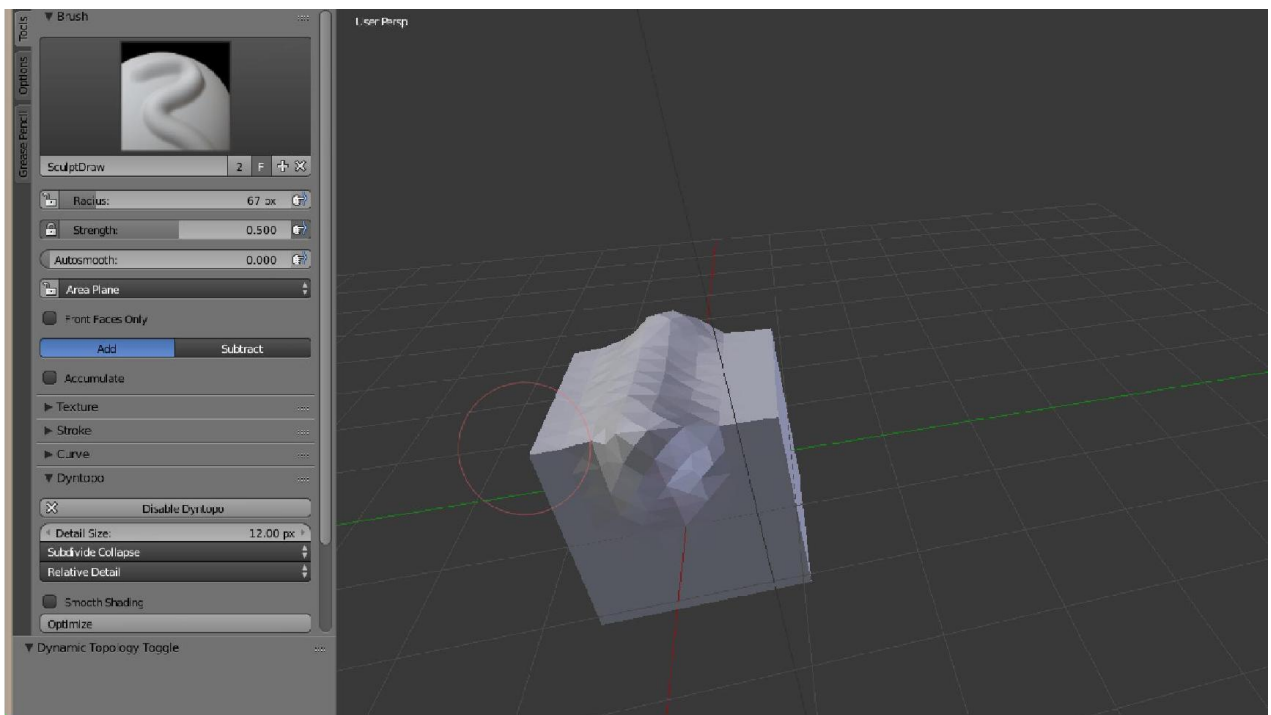 Tools
Options
Grease Pencil
Brush
SculptDraw 2 F
Radius: 67 px
Strength: 0.500
Autosmooth: 0.000
Area Plane
Front Faces Only
Add Subtract
Accumulate
Texture
Stroke
Curve
Dyntopo
Disable Dyntopo
Detail Size: 12.00 px
Subdivide Collapse
Relative Detail
Smooth Shading
Optimize
Dynamic Topology Toggle
User Persp